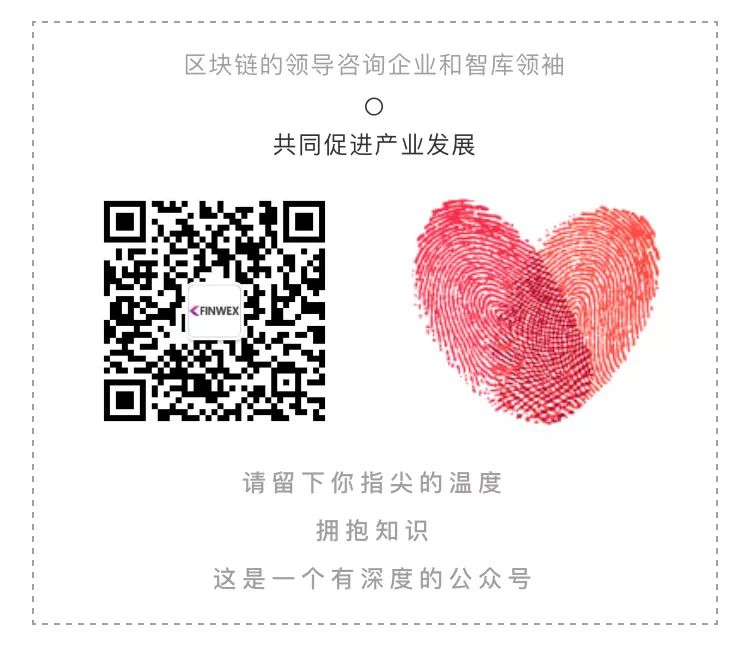 区块链的领导咨询企业和智库领袖
共同促进产业发展
FINWEX
请留下你指尖的温度
拥抱知识
这是一个有深度的公众号